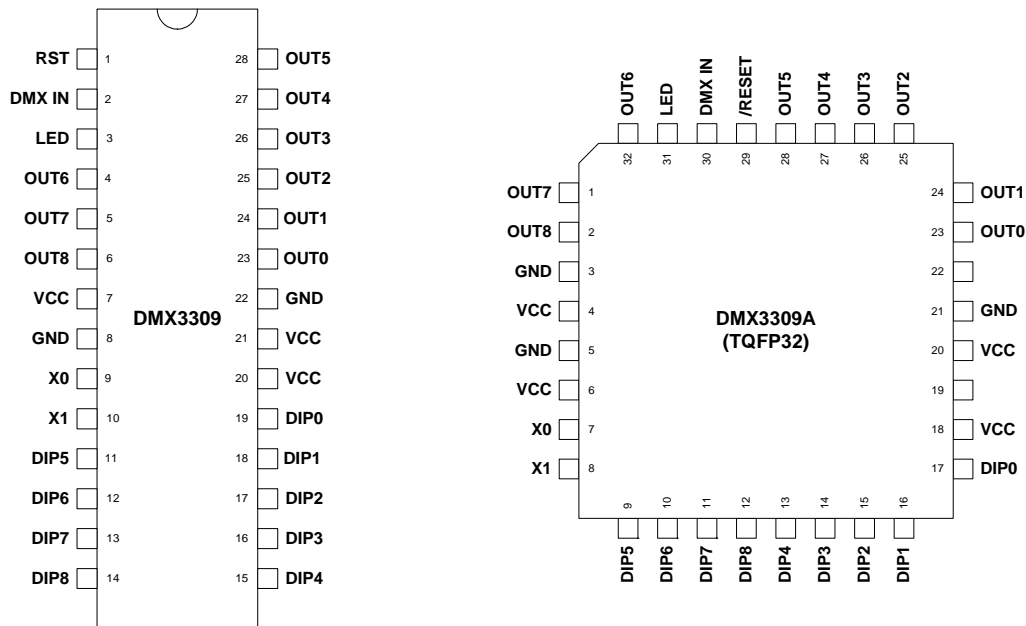 RST 1 28 OUT5
DMX IN 2 27 OUT4
LED 3 26 OUT3
OUT6 4 25 OUT2
OUT7 5 24 OUT1
OUT8 6 23 OUT0
VCC 7 22 GND
DMX3309
GND 8 21 VCC
X0 9 20 VCC
X1 10 19 DIP0
DIP5 11 18 DIP1
DIP6 12 17 DIP2
DIP7 13 16 DIP3
DIP8 14 15 DIP4
OUT6 LED DMX IN /RESET OUT5 OUT4 OUT3 OUT2
32 31 30 29 28 27 26 25
OUT7 1 24 OUT1
OUT8 2 23 OUT0
GND 3 22
VCC 4 21 GND
DMX3309A
(TQFP32)
GND 5 20 VCC
VCC 6 19
X0 7 18 VCC
X1 8 17 DIP0
9 10 11 12 13 14 15 16
DIP5 DIP6 DIP7 DIP8 DIP4 DIP3 DIP2 DIP1